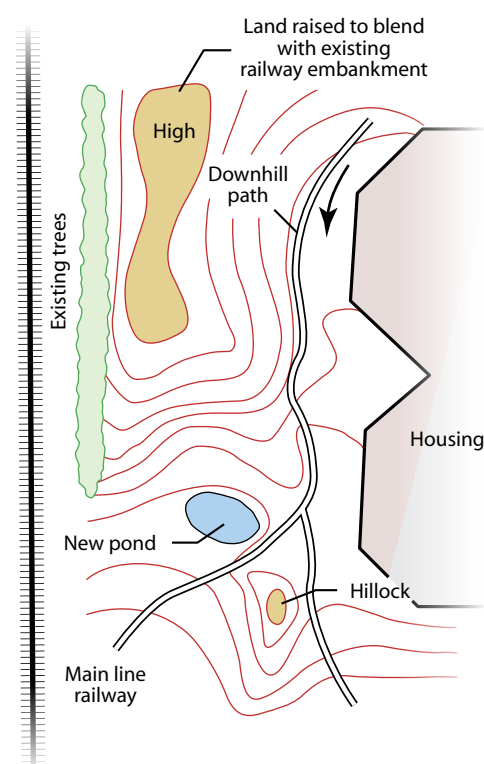 Land raised to blend
with existing
railway embankment
High
Downhill
path
Existing trees
Housing
New pond
Hillock
Main line
railway